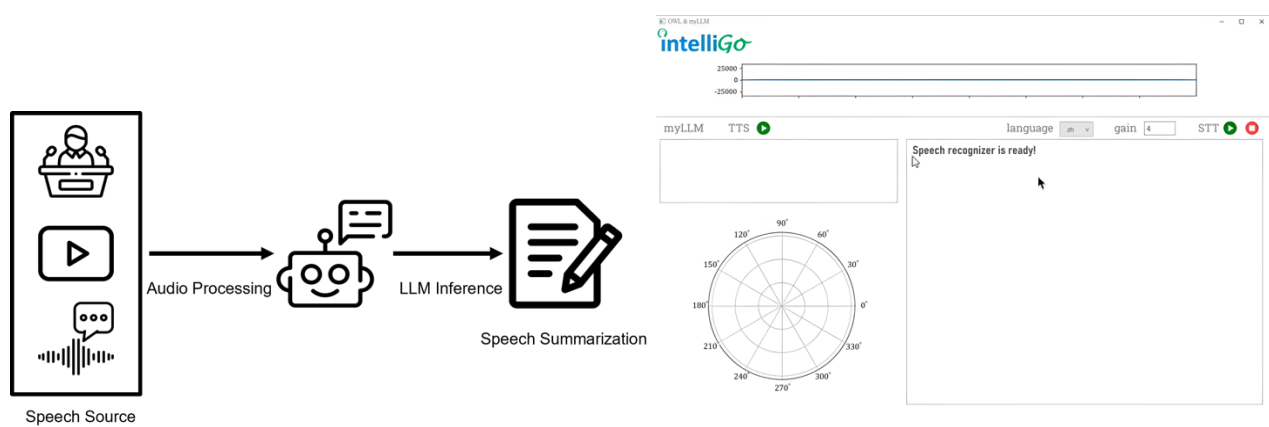 Audio Processing
LLM Inference
Speech Summarization
Speech Source
OWL & myLLM
intelliGo
25000
0
-25000
myLLM TTS language zh v gain 4 STT
Speech recognizer is ready!
90°
120° 60°
150° 30°
180° 0°
210° 330°
240° 300°
270°